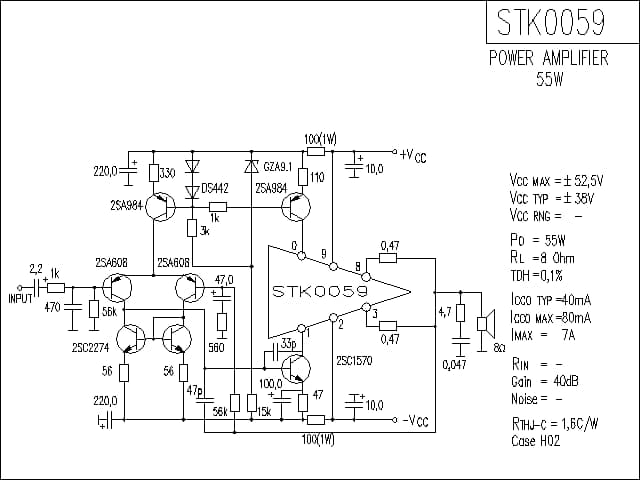 STK0059
POWER AMPLIFIER
55W
100(1W)
+VCC
220,0
330
GZA9.1
110
10,0
DS442
2SA984
2SA984
1k
3k
0
9
8
0,47
2SA608
2SA608
2,2
1k
47,0
INPUT
470
56k
STK0059
4,7
8Ω
3
2
1
0,47
560
33p
2SC2274
2SC1570
0,047
56
56
47p
100,0
47
220,0
56k
15k
10,0
-VCC
100(1W)
VCC MAX =± 52,5V
VCC TYP =± 38V
VCC RNG = -
PD = 55W
RL =8 Ohm
TDH =0,1%
ICCO TYP =40mA
ICCO MAX =80mA
IMAX = 7A
RIN = -
Gain = 40dB
Noise= -
RTHJ-C = 1,6C/W
Case H02